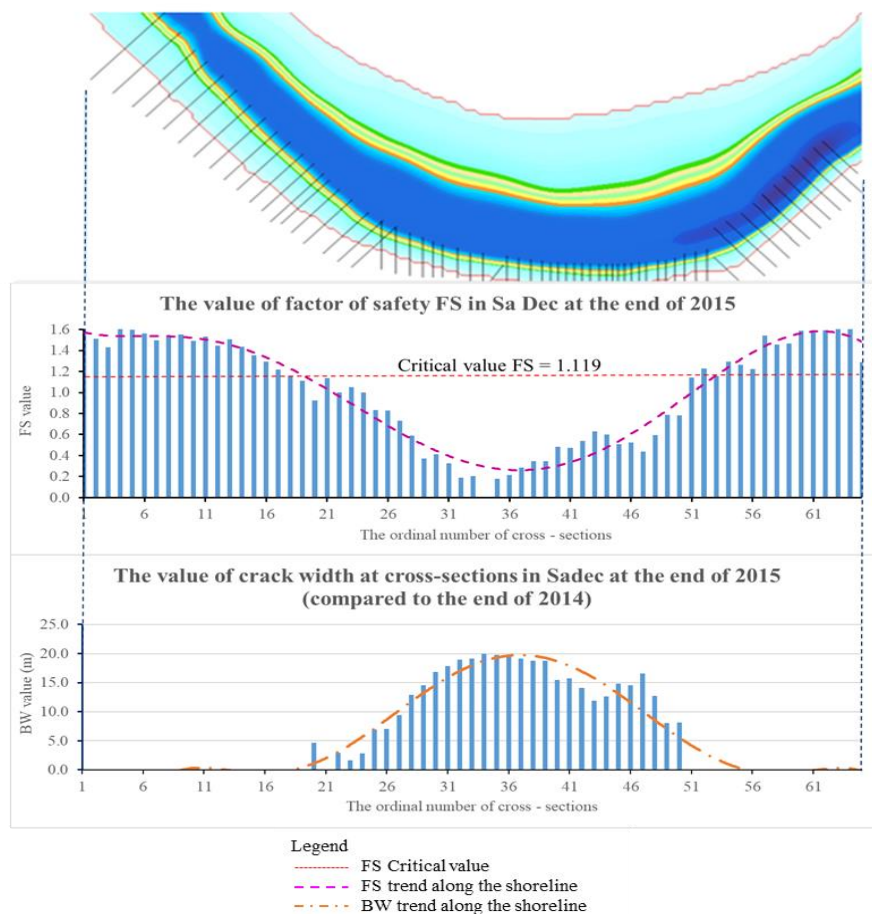 The value of factor of safety FS in Sa Dec at the end of 2015
1.6
1.4
1.2
1.0
0.8
0.6
0.4
0.2
0.0
FS value
Critical value FS = 1.119
6 11 16 21 26 31 36 41 46 51 56 61
The ordinal number of cross - sections
The value of crack width at cross-sections in Sadec at the end of 2015
(compared to the end of 2014)
25.0
20.0
15.0
10.0
5.0
0.0
BW value (m)
1 6 11 16 21 26 31 36 41 46 51 56 61
The ordinal number of cross - sections
Legend
FS Critical value
FS trend along the shoreline
BW trend along the shoreline